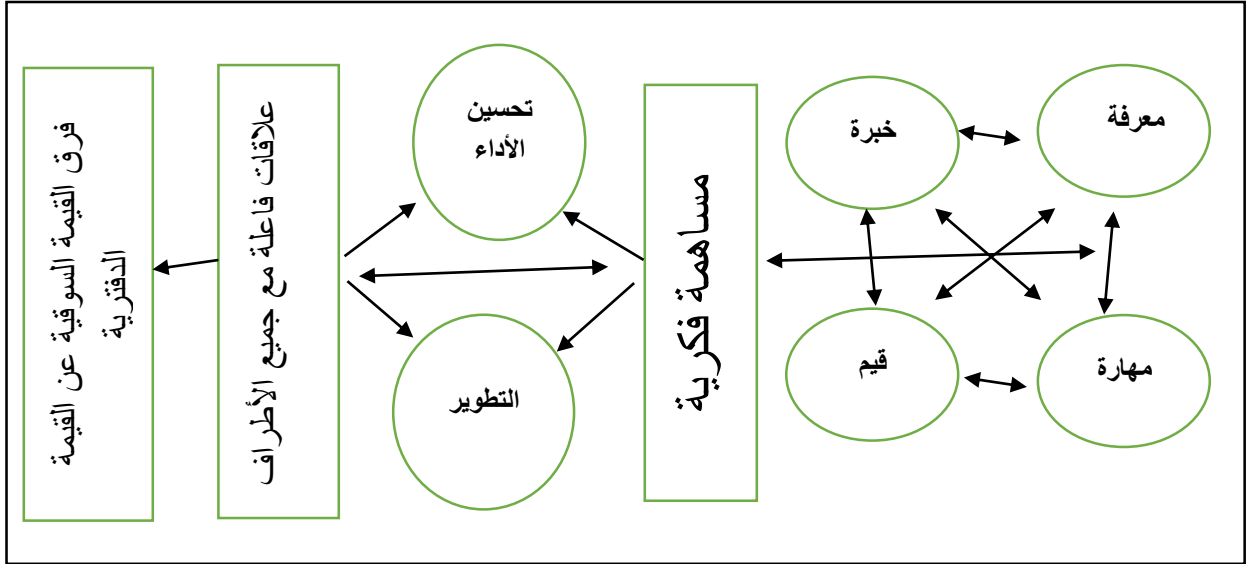 معرفة
خبرة
مهارة
قيم
مساهمة فكرية
تحسين
الأداء
التطوير
علاقات فاعلة مع جميع الأطراف
فرق القيمة السوقية عن القيمة
الدفترية